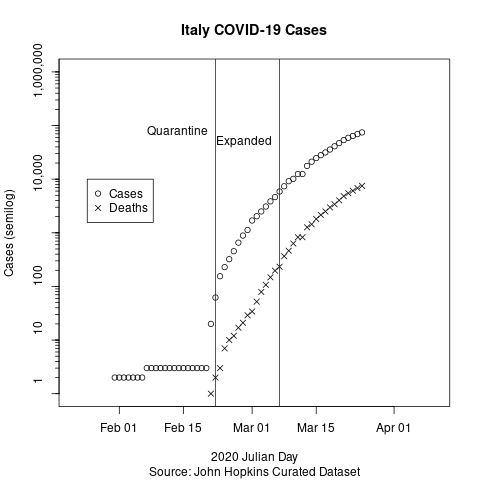 Italy COVID-19 Cases
1,000,000
10,000
100
10
1
Cases (semilog)
Quarantine
Expanded
Cases
Deaths
Feb 01 Feb 15 Mar 01 Mar 15 Apr 01
2020 Julian Day
Source: John Hopkins Curated Dataset